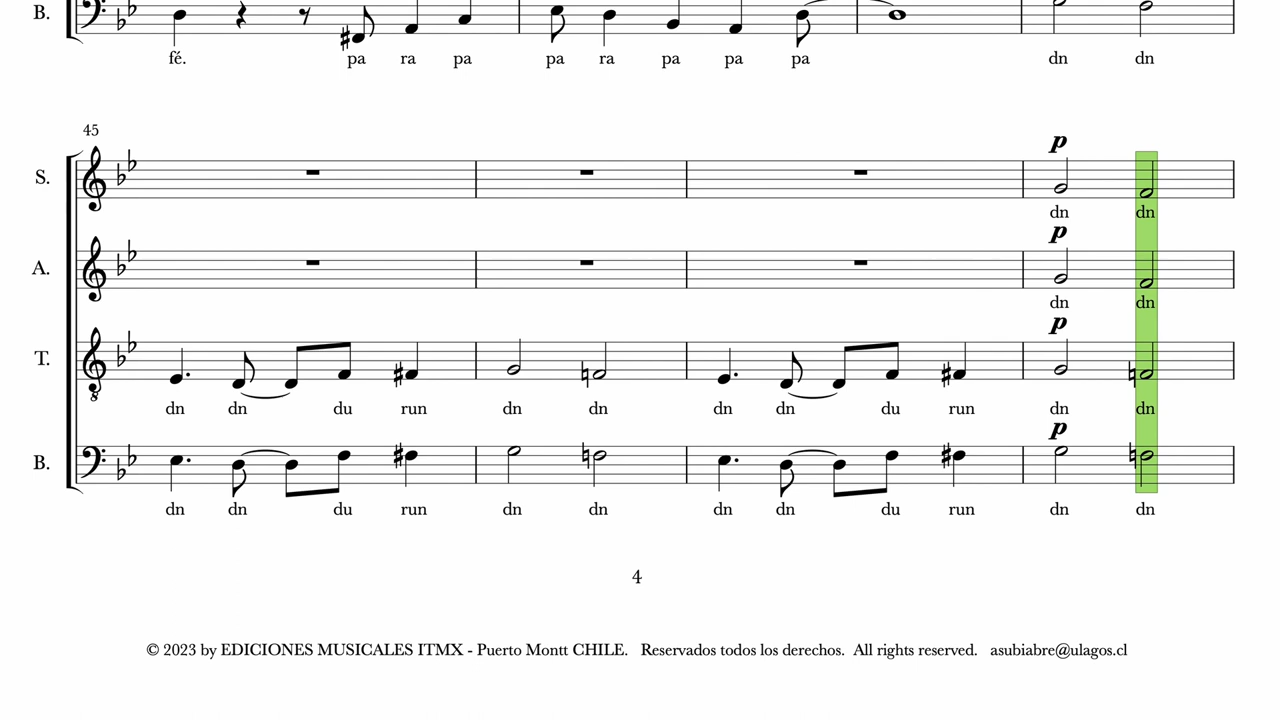 B.
fé. pa ra pa pa ra pa pa pa dn dn
45
p
S.
dn dn
p
A.
dn dn
p
T.
dn dn du run dn dn dn dn du run dn dn
p
B.
dn dn du run dn dn dn dn du run dn dn
4
© 2023 by EDICIONES MUSICALES ITMX - Puerto Montt CHILE. Reservados todos los derechos. All rights reserved. asubiabre@ulagos.cl